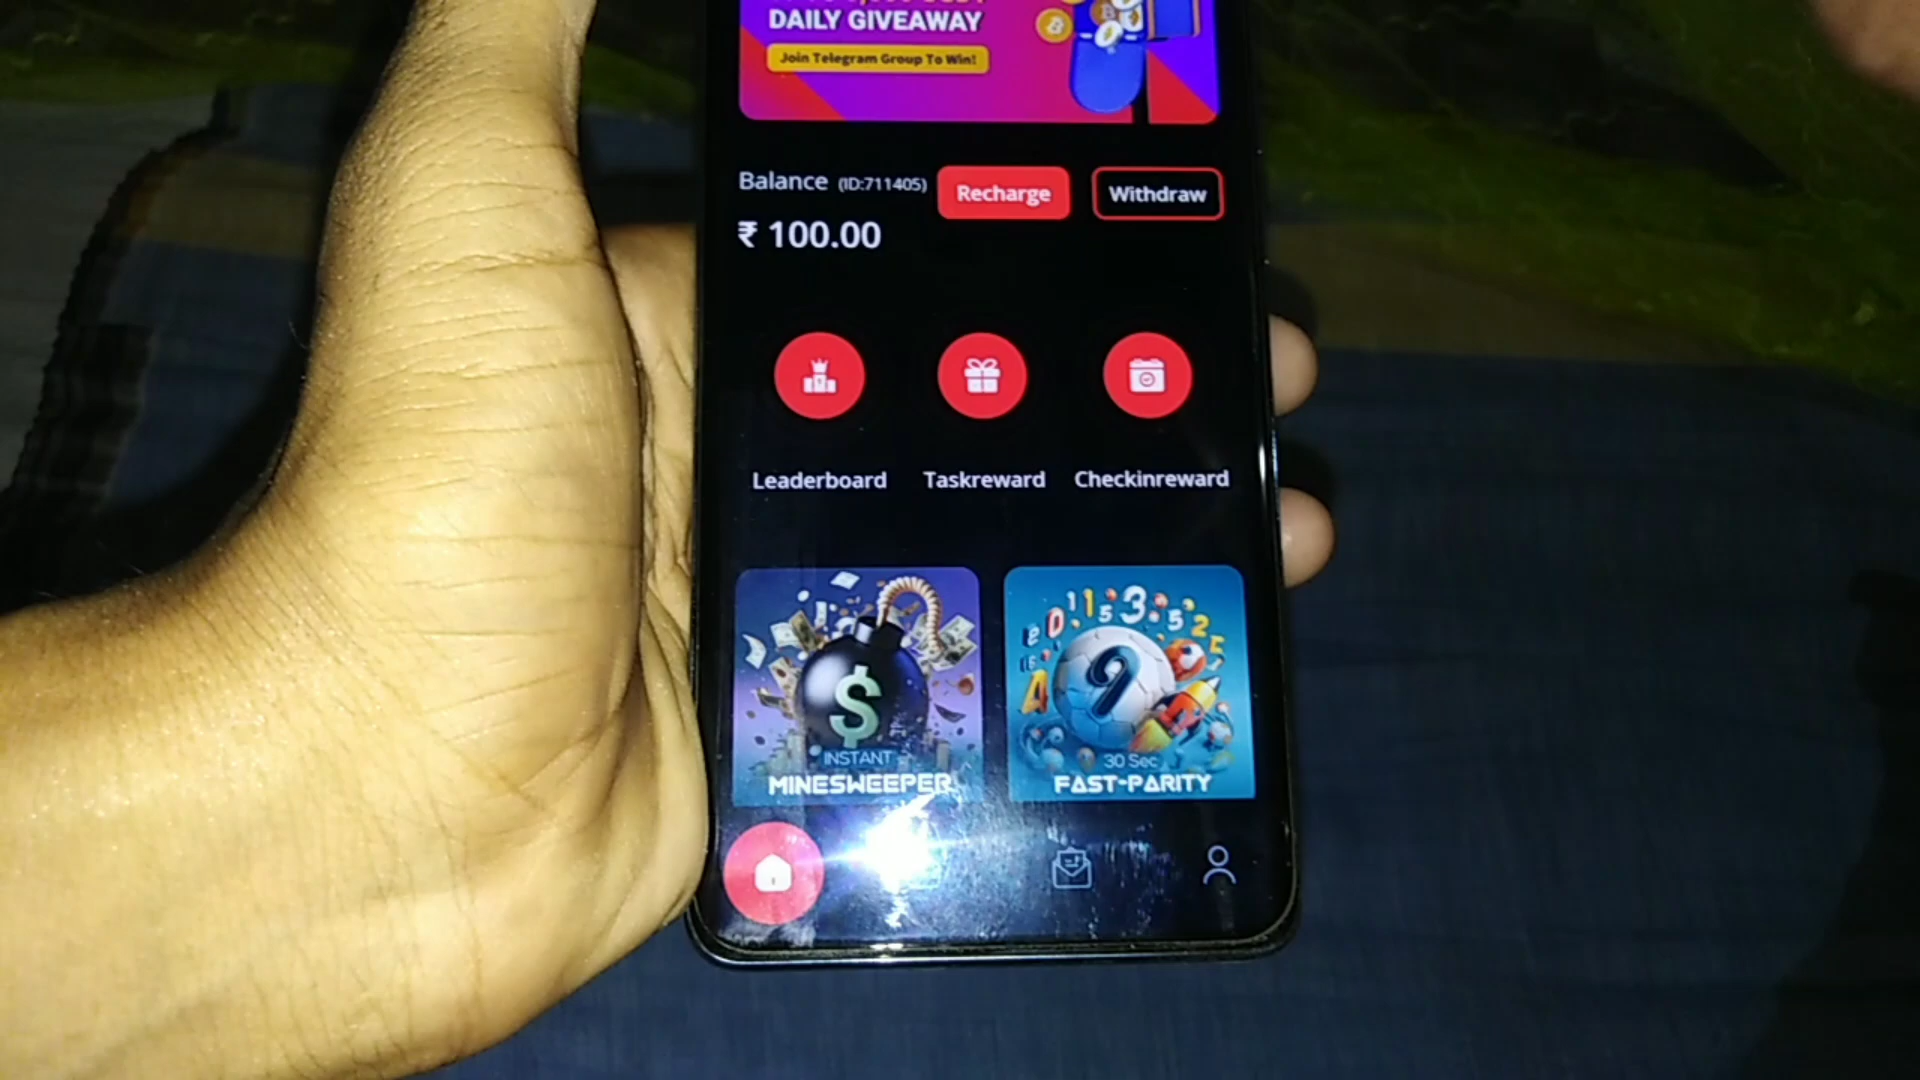 DAILY GIVEAWAY
Join Telegram Group To Win!
Balance (ID:711405)
Recharge
Withdraw
₹ 100.00
Leaderboard
Taskreward
Checkinreward
$
INSTANT
MINESWEEPER
9
30 Sec
FAST-PARITY